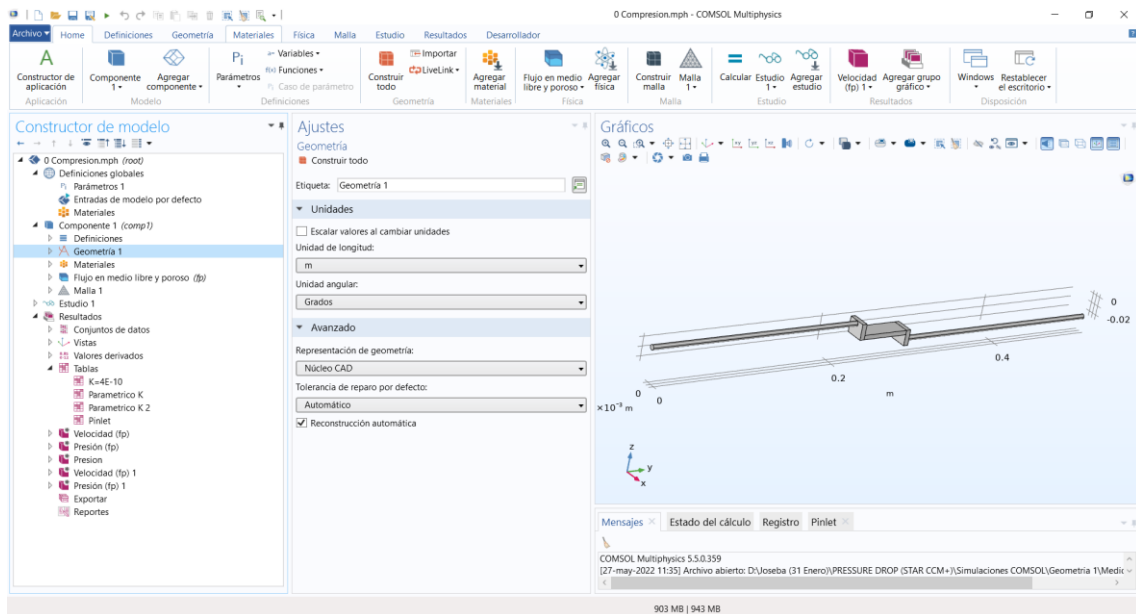 0 Compresion.mph - COMSOL Multiphysics
Archivo Home Definiciones Geometría Materiales Física Malla Estudio Resultados Desarrollador
A
Constructor de aplicación
Aplicación
Componente 1
Agregar componente
Modelo
Pi
Parámetros
a= Variables
f(x) Funciones
Pi Caso de parámetro
Definiciones
Construir todo
Importar
LiveLink
Geometría
Agregar material
Materiales
Flujo en medio libre y poroso
Agregar física
Física
Construir malla
Malla 1
Malla
Calcular
Estudio 1
Agregar estudio
Estudio
Velocidad (fp) 1
Agregar grupo gráfico
Resultados
Windows
Restablecer el escritorio
Disposición
Constructor de modelo
0 Compresion.mph (root)
Definiciones globales
Pi Parámetros 1
Entradas de modelo por defecto
Materiales
Componente 1 (comp1)
Definiciones
Geometría 1
Materiales
Flujo en medio libre y poroso (fp)
Malla 1
Estudio 1
Resultados
Conjuntos de datos
Vistas
Valores derivados
Tablas
K=4E-10
Parametrico K
Parametrico K 2
Pinlet
Velocidad (fp)
Presión (fp)
Presion
Velocidad (fp) 1
Presión (fp) 1
Exportar
Reportes
Ajustes
Geometría
Construir todo
Etiqueta: Geometría 1
Unidades
Escalar valores al cambiar unidades
Unidad de longitud:
m
Unidad angular:
Grados
Avanzado
Representación de geometría:
Núcleo CAD
Tolerancia de reparo por defecto:
Automático
Reconstrucción automática
Gráficos
0
-0.02
0.4
0.2
m
0
0
×10⁻³ m
z
y
x
Mensajes Estado del cálculo Registro Pinlet
COMSOL Multiphysics 5.5.0.359
[27-may-2022 11:35] Archivo abierto: D:\Joseba (31 Enero)\PRESSURE DROP (STAR CCM+)\Simulaciones COMSOL\Geometria 1\Medic
903 MB | 943 MB